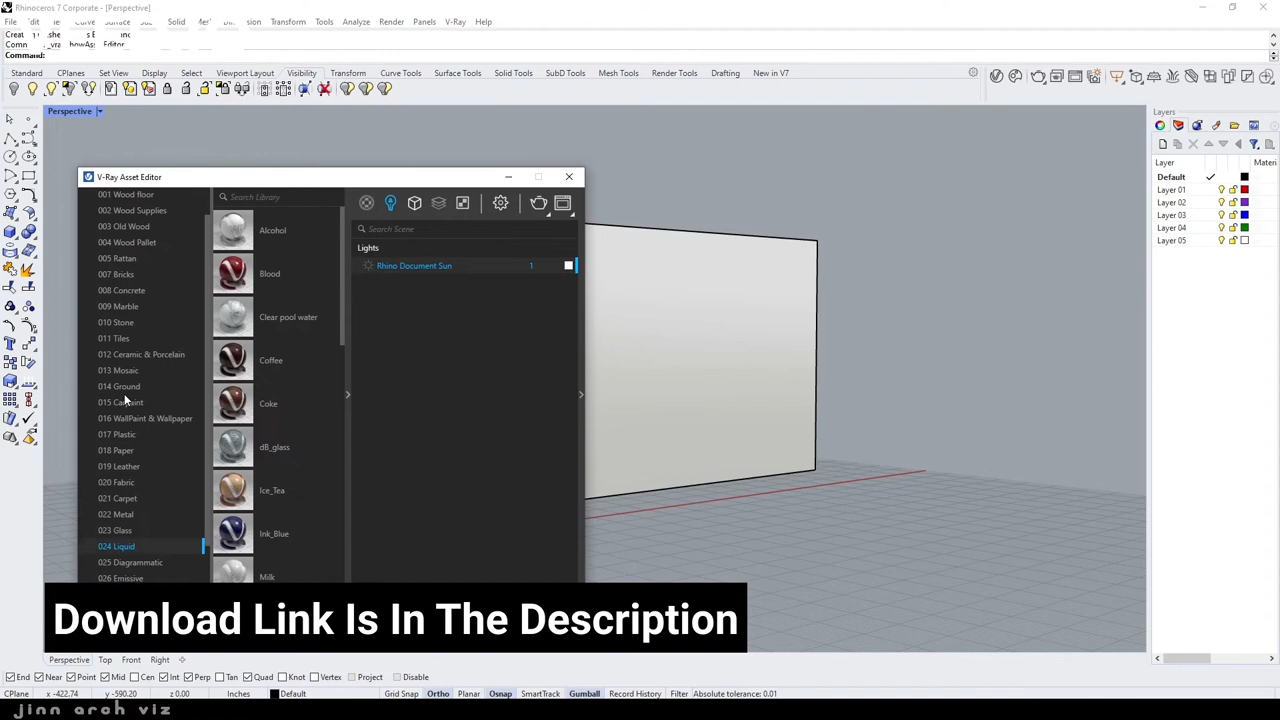 Rhinoceros 7 Corporate - [Perspective]
File Edit Curve Surface Solid Transform Tools Analyze Render Panels V-Ray Help
Command:
Standard CPlanes Set View Display Select Viewport Layout Visibility Transform Curve Tools Surface Tools Solid Tools SubD Tools Mesh Tools Render Tools Drafting New in V7
Perspective
Layers
Layer Materi
Default
Layer 01
Layer 02
Layer 03
Layer 04
Layer 05
V-Ray Asset Editor
001 Wood floor
002 Wood Supplies
003 Old Wood
004 Wood Pallet
005 Rattan
007 Bricks
008 Concrete
009 Marble
010 Stone
011 Tiles
012 Ceramic & Porcelain
013 Mosaic
014 Ground
015 Carpaint
016 WallPaint & Wallpaper
017 Plastic
018 Paper
019 Leather
020 Fabric
021 Carpet
022 Metal
023 Glass
024 Liquid
025 Diagrammatic
026 Emissive
Search Library
Alcohol
Blood
Clear pool water
Coffee
Coke
dB_glass
Ice_Tea
Ink_Blue
Milk
Search Scene
Lights
Rhino Document Sun 1
Download Link Is In The Description
Perspective Top Front Right
End Near Point Mid Cen Int Perp Tan Quad Knot Vertex Project Disable
CPlane x -422.74 y -590.20 z 0.00 Inches Default Grid Snap Ortho Planar Osnap SmartTrack Gumball Record History Filter Absolute tolerance: 0.01
jinn arch viz